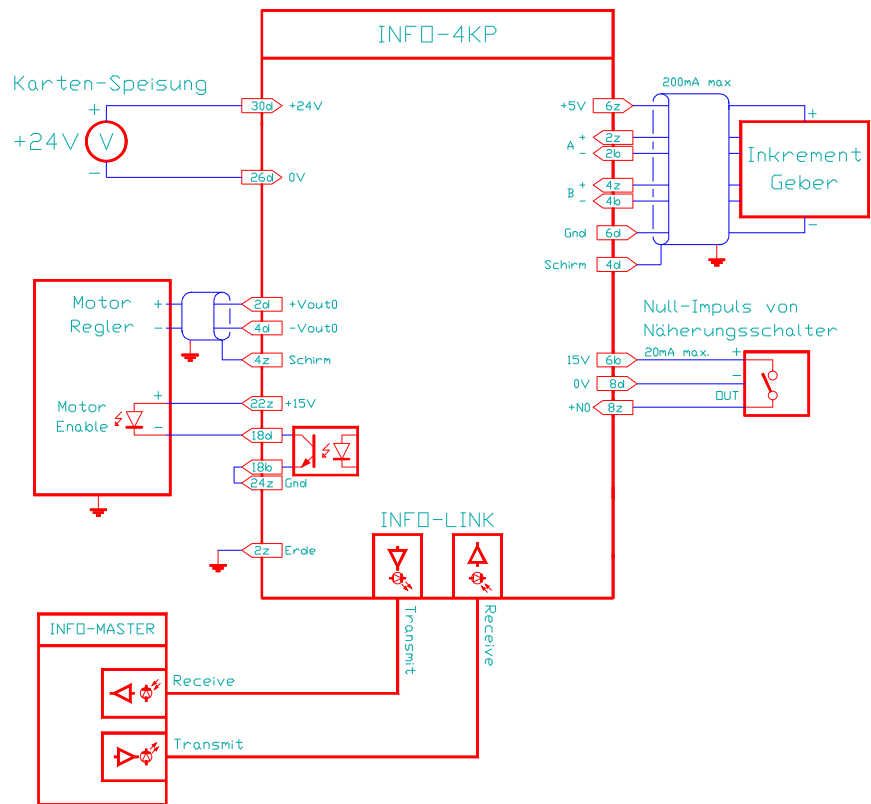 INFO-4KP
Karten-Speisung
+
+24V
V
−
30d +24V
26d 0V
200mA max
+5V 6z
+
A + 2z
− 2b
B + 4z
− 4b
Inkrement
Geber
Gnd 6d
−
Schirm 4d
Motor
Regler
+
−
2d +Vout0
4d -Vout0
4z Schirm
Motor
Enable
+
−
22z +15V
18d
18b
24z Gnd
2z Erde
Null-Impuls von
Näherungsschalter
15V 6b 20mA max. +
0V 8d −
OUT
+N0 8z
INFO-LINK
Transmit
Receive
INFO-MASTER
Receive
Transmit